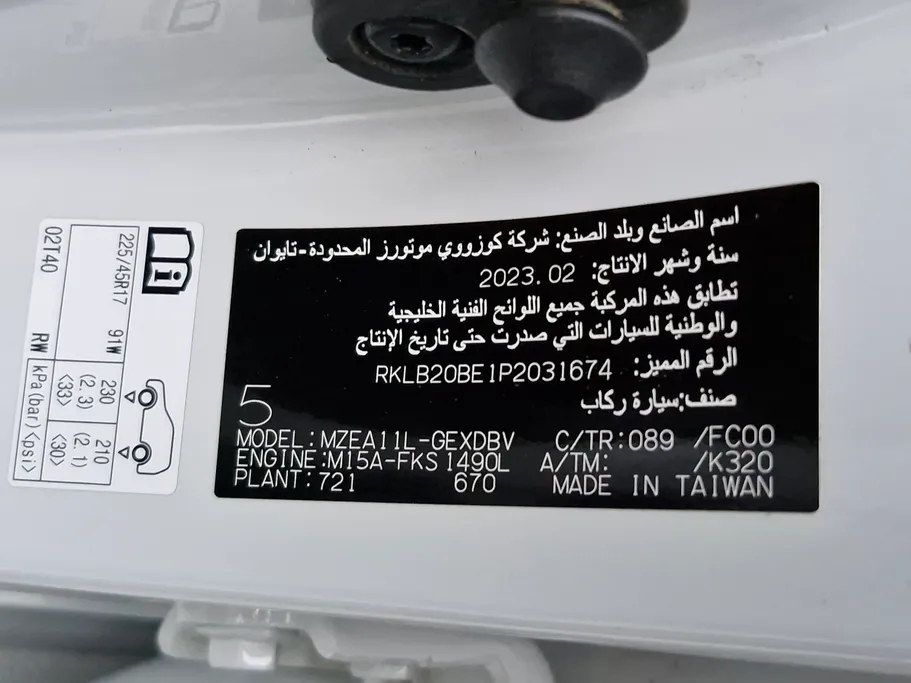 اسم الصانع وبلد الصنع: شركة كوزووي موتورز المحدودة-تايوان
سنة وشهر الانتاج: 2023.02
تطابق هذه المركبة جميع اللوائح الفنية الخليجية
والوطنية للسيارات التي صدرت حتى تاريخ الإنتاج
الرقم المميز: RKLB20BE1P2031674
صنف:سيارة ركاب
5
MODEL:MZEA11L-GEXDBV C/TR:089 /FC00
ENGINE:M15A-FKS 1490L A/TM: /K320
PLANT:721 670 MADE IN TAIWAN
225/45R17 91W
230 (2.3) <33>
210 (2.1) <30>
02T40 RW kPa(bar)<psi>